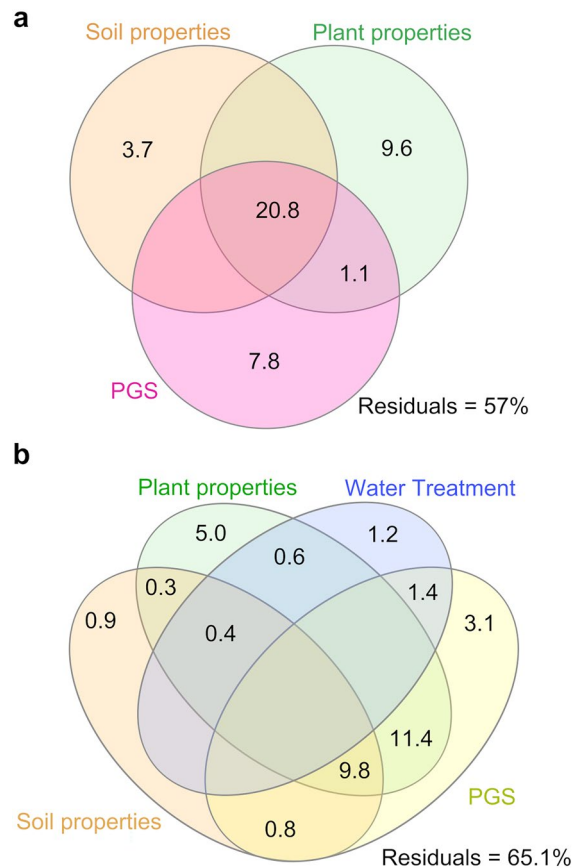 a
Soil properties
Plant properties
3.7
9.6
20.8
1.1
7.8
PGS
Residuals = 57%
b
Plant properties
Water Treatment
5.0
1.2
0.6
0.3
1.4
0.9
0.4
3.1
11.4
9.8
PGS
Soil properties
0.8
Residuals = 65.1%